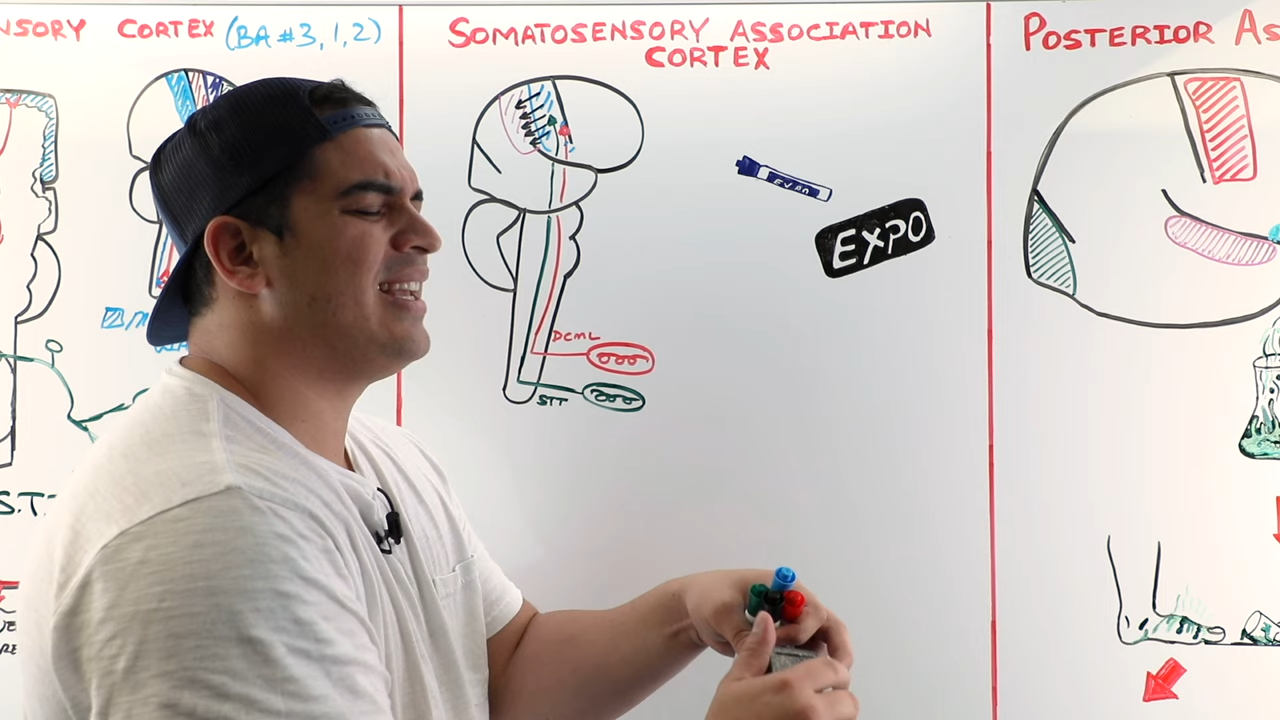 NSORY CORTEX (BA #3, 1, 2)
SOMATOSENSORY ASSOCIATION
CORTEX
POSTERIOR AS
EXPO
EXPO
DCML
STT
S.T.T.